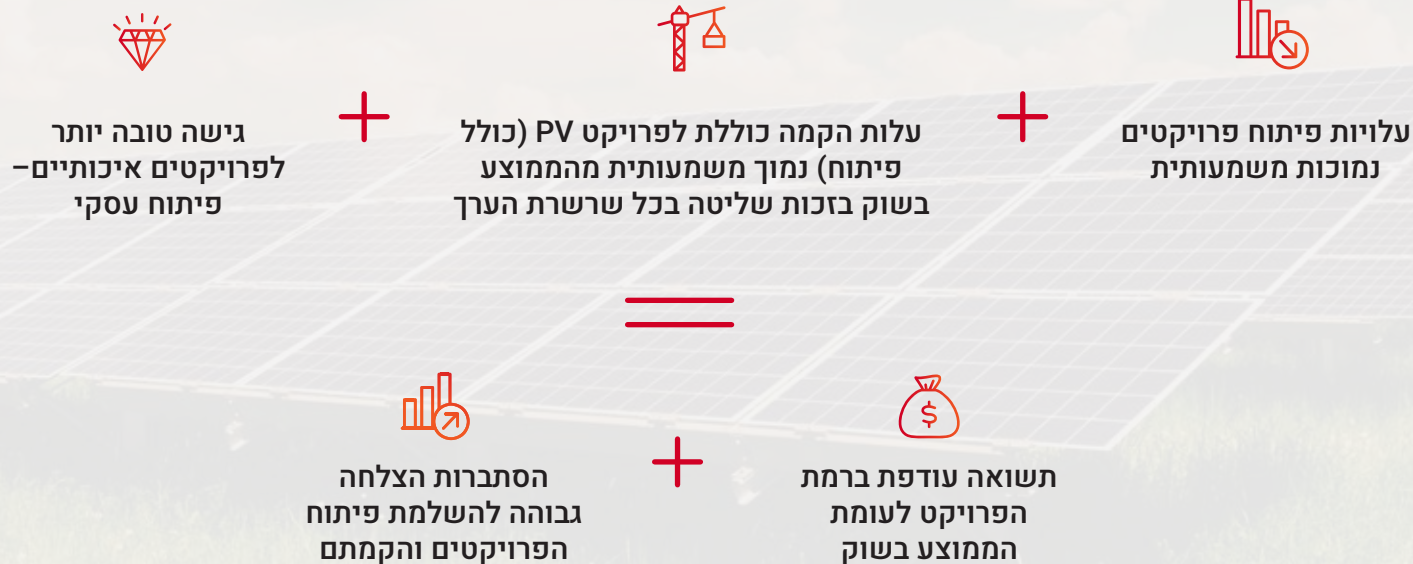 עלויות פיתוח פרויקטים
נמוכות משמעותית
+
עלות הקמה כוללת לפרויקט PV (כולל
פיתוח) נמוך משמעותית מהממוצע
בשוק בזכות שליטה בכל שרשרת הערך
+
גישה טובה יותר
לפרויקטים איכותיים–
פיתוח עסקי
=
$
תשואה עודפת ברמת
הפרויקט לעומת
הממוצע בשוק
+
הסתברות הצלחה
גבוהה להשלמת פיתוח
הפרויקטים והקמתם